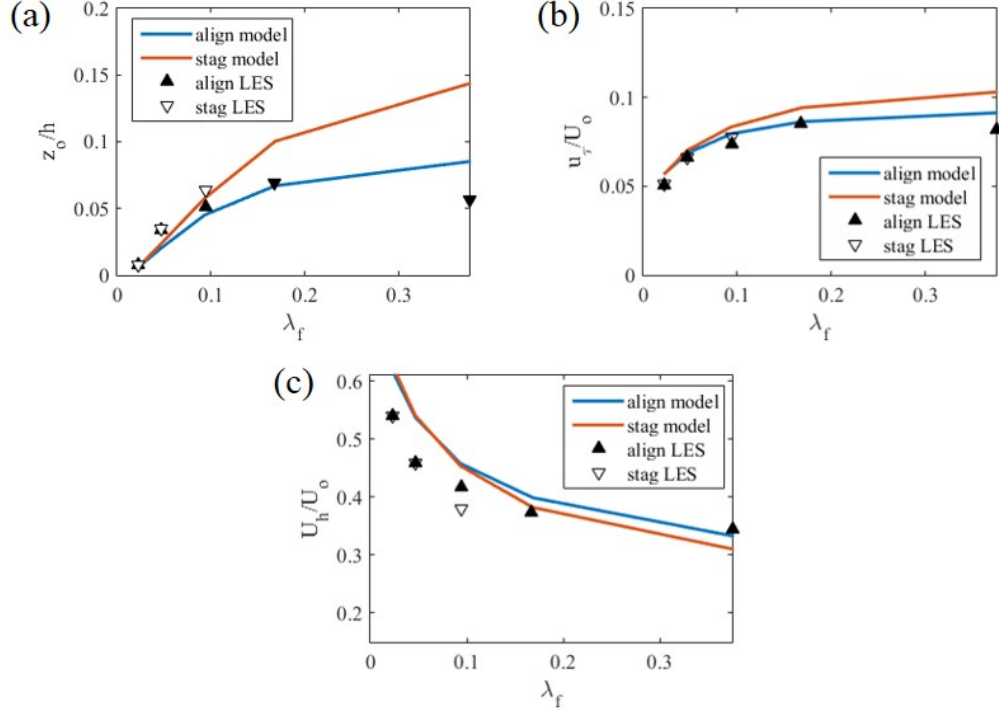 (a)
0.2
0.15
0.1
0.05
0
z_o/h
align model
stag model
align LES
stag LES
0 0.1 0.2 0.3
λ_f
(b)
0.15
0.1
0.05
0
u_τ/U_o
align model
stag model
align LES
stag LES
0 0.1 0.2 0.3
λ_f
(c)
0.6
0.5
0.4
0.3
0.2
U_h/U_o
align model
stag model
align LES
stag LES
0 0.1 0.2 0.3
λ_f